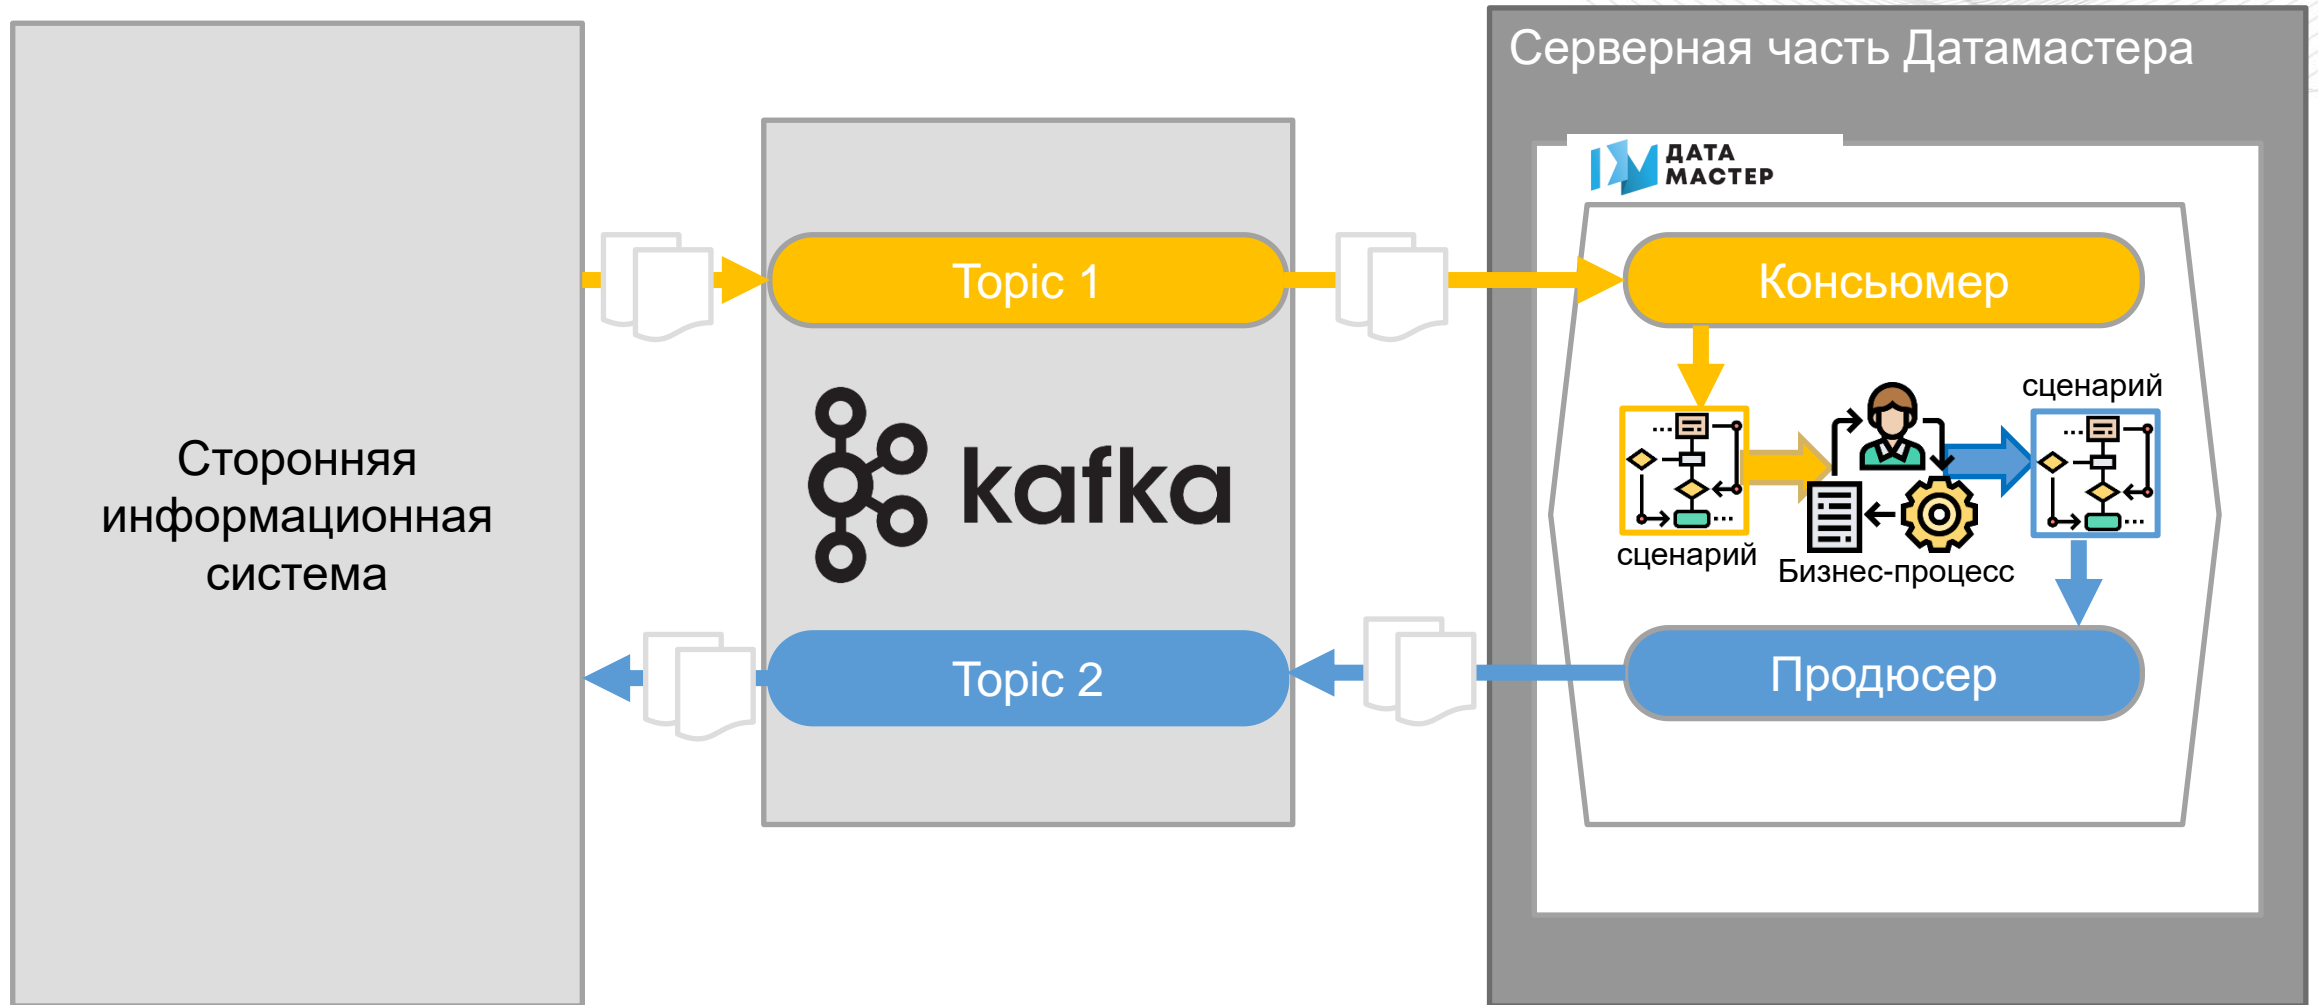 Серверная часть Датамастера
ДАТА
МАСТЕР
Topic 1
Консьюмер
сценарий
Сторонняя
информационная
система
kafka
сценарий
Бизнес-процесс
Topic 2
Продюсер